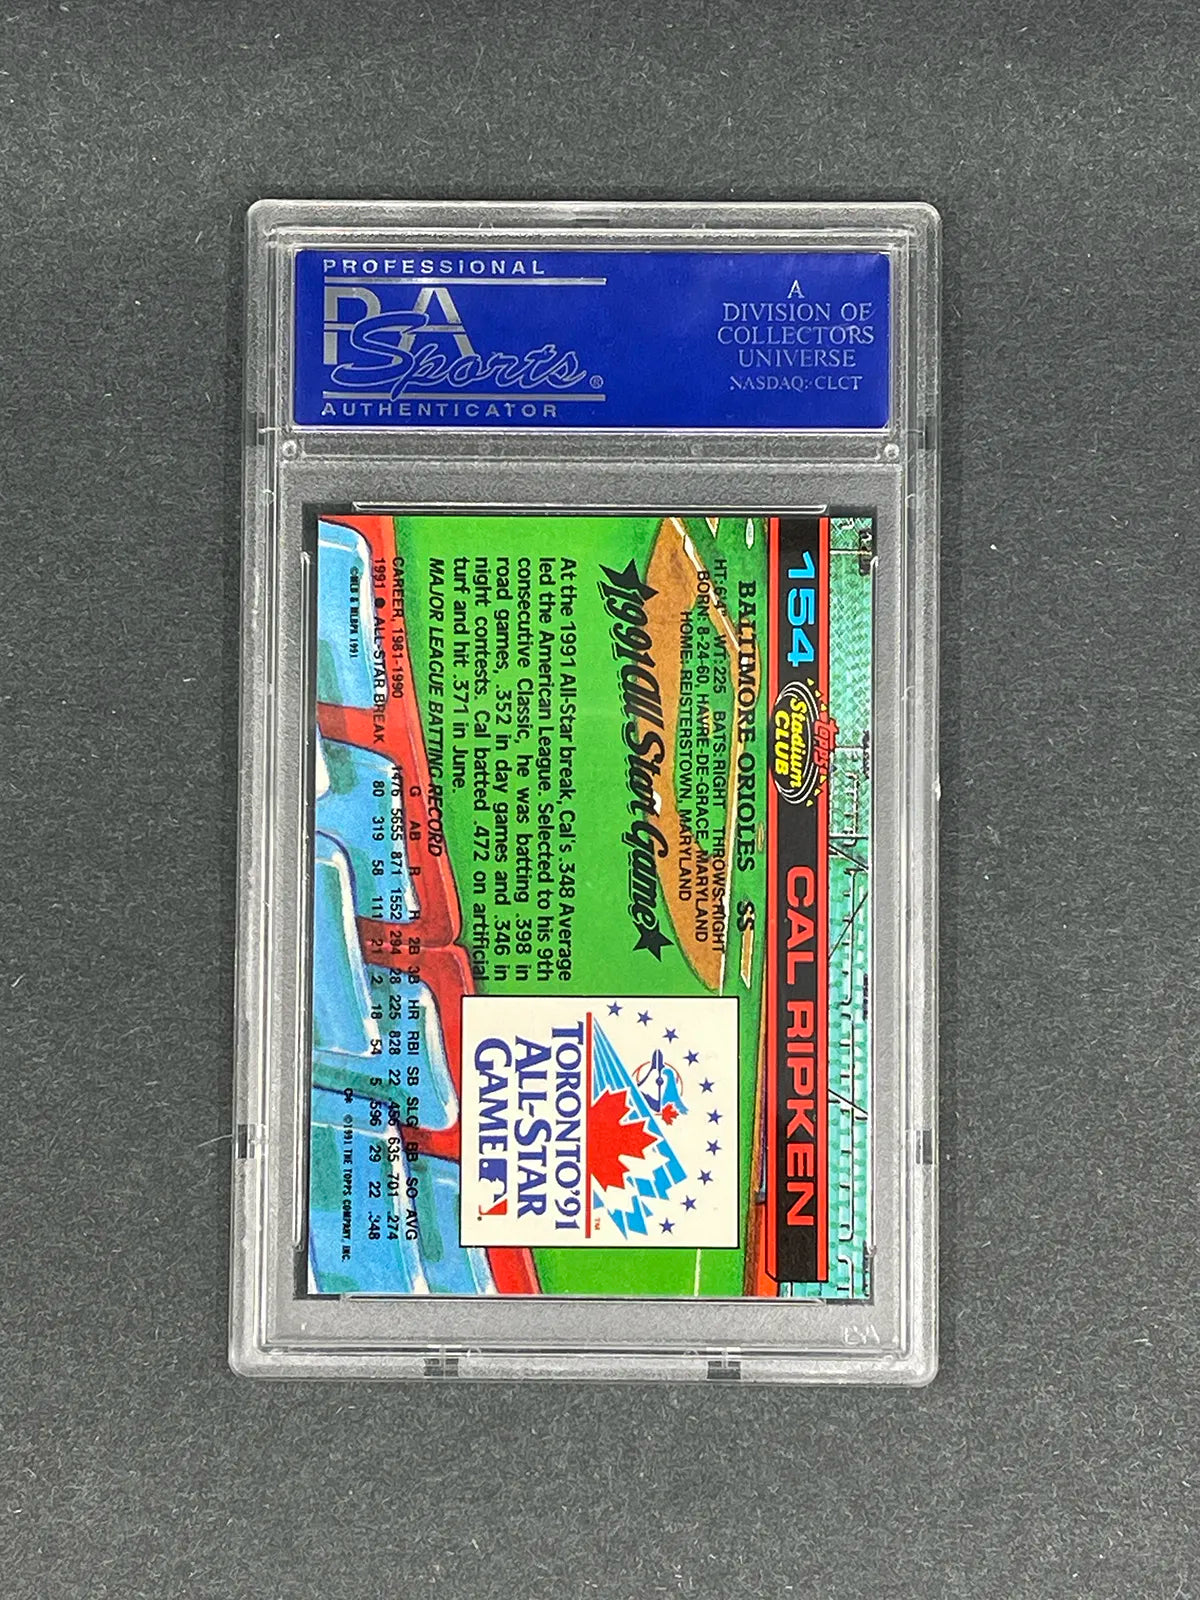 PROFESSIONAL
PSA
Sports®
AUTHENTICATOR
A
DIVISION OF
COLLECTORS
UNIVERSE
NASDAQ: CLCT
154
topps
Stadium
CLUB
CAL RIPKEN
BALTIMORE ORIOLES SS
HT: 6'4" WT: 225 BATS: RIGHT THROWS: RIGHT
BORN: 8-24-60, HAVRE-DE-GRACE, MARYLAND
HOME: REISTERSTOWN, MARYLAND
1991 All Star Game
At the 1991 All-Star break, Cal's .348 Average
led the American League. Selected to his 9th
consecutive Classic, he was batting .398 in
road games, .352 in day games and .346 in
night contests. Cal batted .472 on artificial
turf and hit .371 in June.
TORONTO '91
ALL-STAR
GAME
TM
MAJOR LEAGUE BATTING RECORD
G AB R H 2B 3B HR RBI SB SLG BB SO AVG
CAREER, 1981-1990 1476 5655 871 1552 294 28 225 828 22 .456 635 701 .274
1991 ● ALL-STAR BREAK 80 319 58 111 21 2 18 54 5 .596 29 22 .348
©MLB & MLBPA 1991
C* ©1991 THE TOPPS COMPANY, INC.